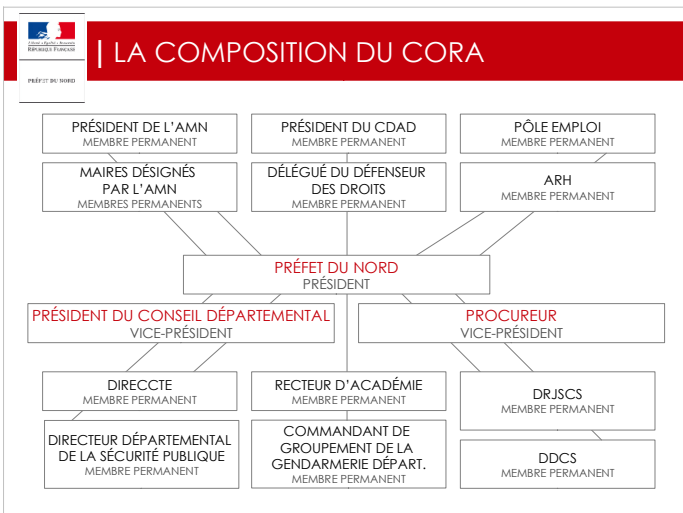 Liberté • Égalité • Fraternité
RÉPUBLIQUE FRANÇAISE
PRÉFET DU NORD
| LA COMPOSITION DU CORA
PRÉSIDENT DE L'AMN
MEMBRE PERMANENT
PRÉSIDENT DU CDAD
MEMBRE PERMANENT
PÔLE EMPLOI
MEMBRE PERMANENT
MAIRES DÉSIGNÉS
PAR L'AMN
MEMBRES PERMANENTS
DÉLÉGUÉ DU DÉFENSEUR
DES DROITS
MEMBRE PERMANENT
ARH
MEMBRE PERMANENT
PRÉFET DU NORD
PRÉSIDENT
PRÉSIDENT DU CONSEIL DÉPARTEMENTAL
VICE-PRÉSIDENT
PROCUREUR
VICE-PRÉSIDENT
DIRECCTE
MEMBRE PERMANENT
RECTEUR D'ACADÉMIE
MEMBRE PERMANENT
DRJSCS
MEMBRE PERMANENT
DIRECTEUR DÉPARTEMENTAL
DE LA SÉCURITÉ PUBLIQUE
MEMBRE PERMANENT
COMMANDANT DE
GROUPEMENT DE LA
GENDARMERIE DÉPART.
MEMBRE PERMANENT
DDCS
MEMBRE PERMANENT